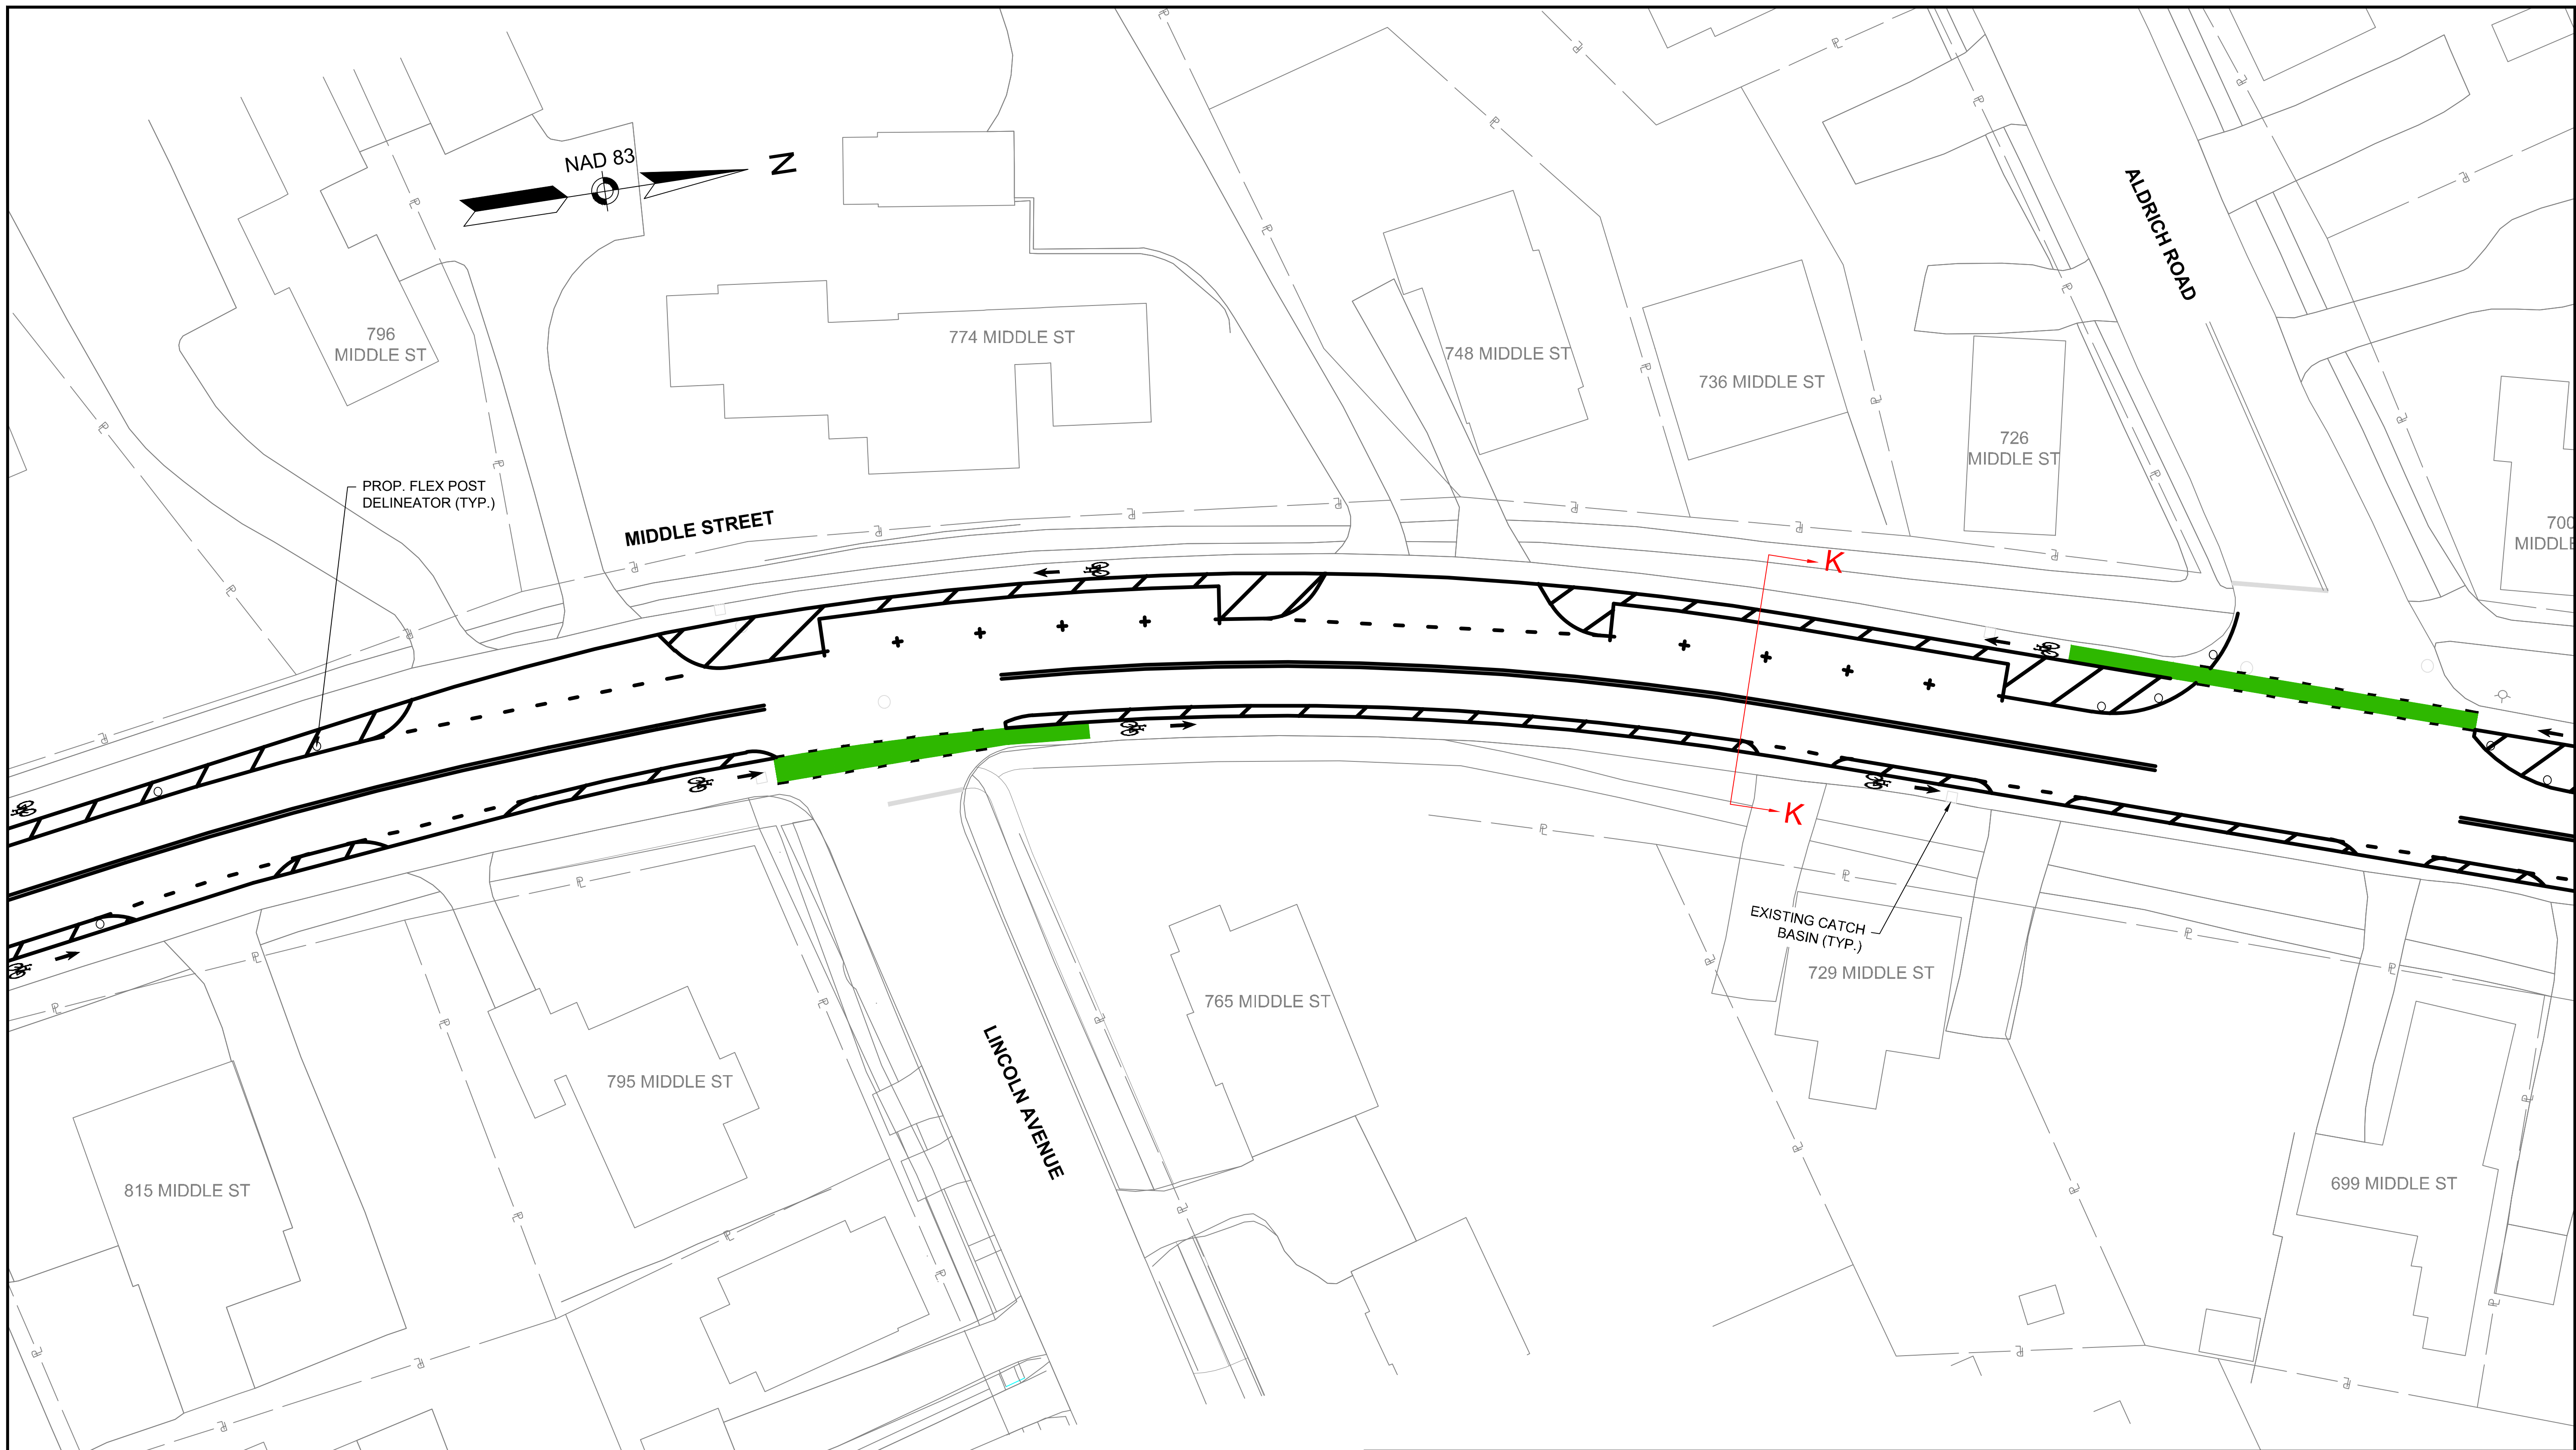 NAD 83
N
ALDRICH ROAD
796
MIDDLE ST
774 MIDDLE ST
748 MIDDLE ST
736 MIDDLE ST
726
MIDDLE ST
700
PROP. FLEX POST
DELINEATOR (TYP.)
MIDDLE STREET
K
K
EXISTING CATCH
BASIN (TYP.)
729 MIDDLE ST
765 MIDDLE ST
LINCOLN AVENUE
795 MIDDLE ST
815 MIDDLE ST
699 MIDDLE ST